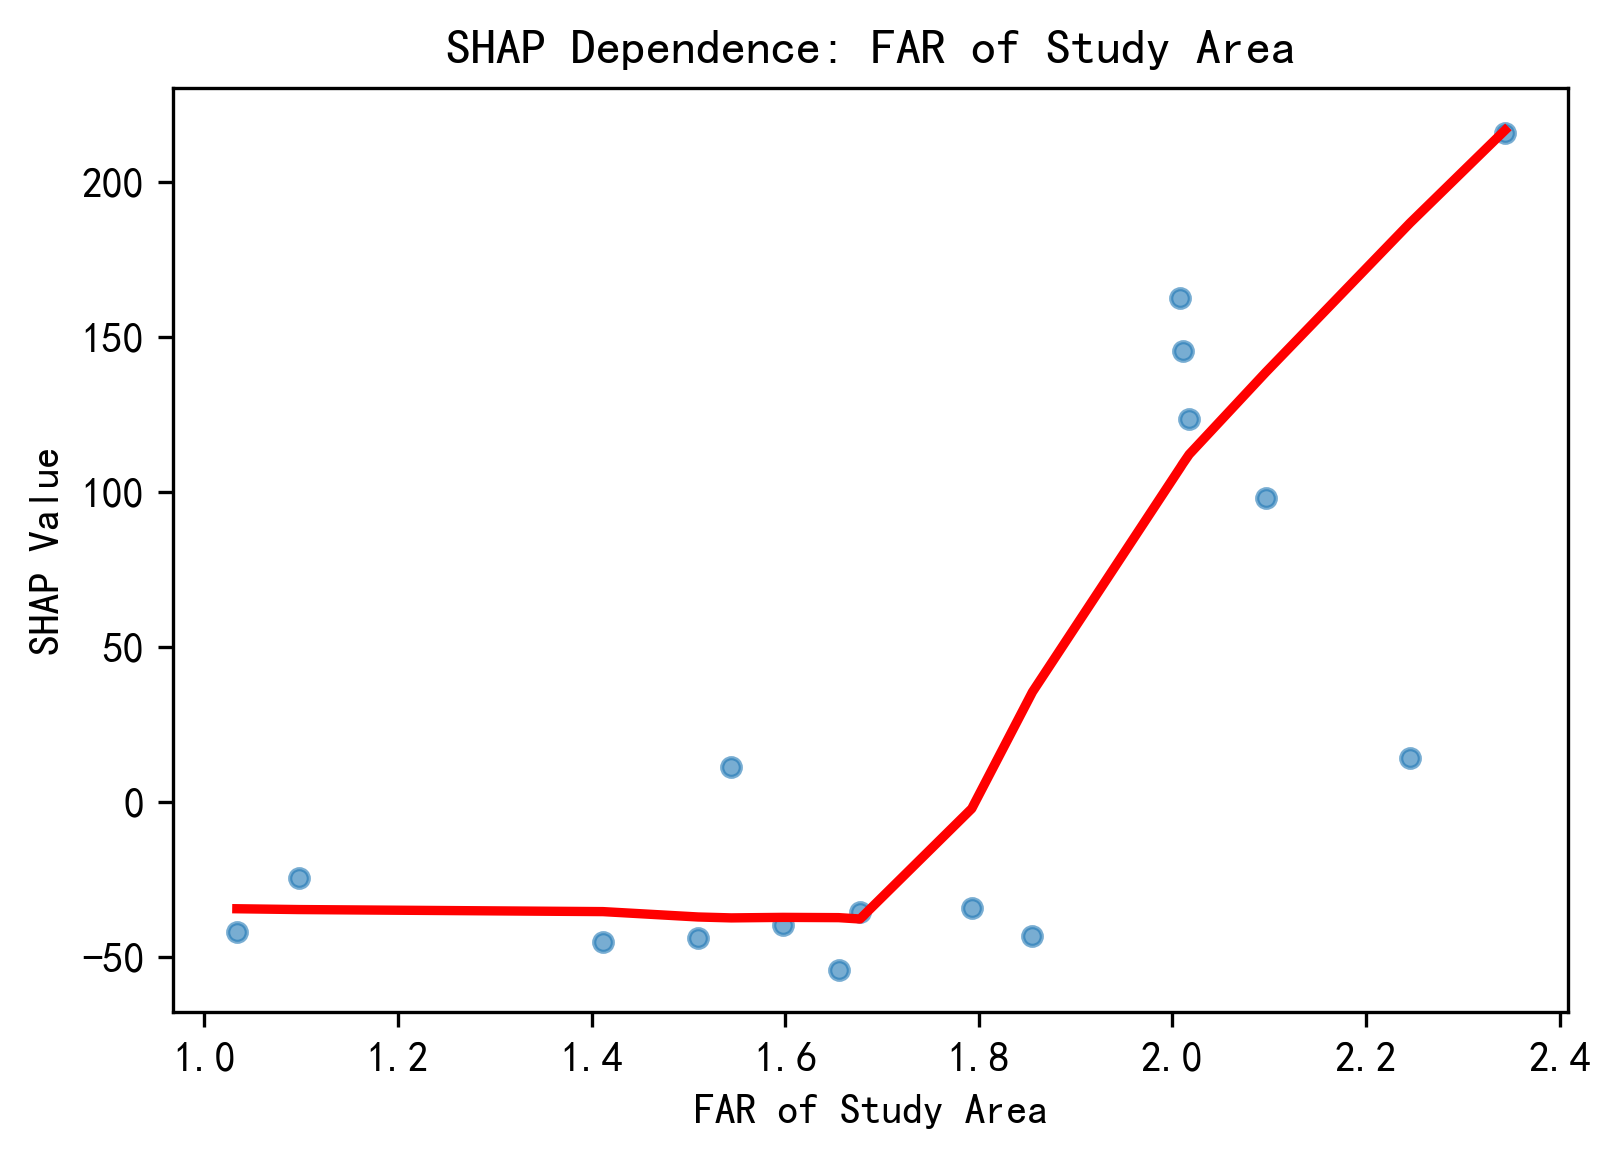 SHAP Dependence: FAR of Study Area
SHAP Value
200
150
100
50
0
−50
1.0 1.2 1.4 1.6 1.8 2.0 2.2 2.4
FAR of Study Area